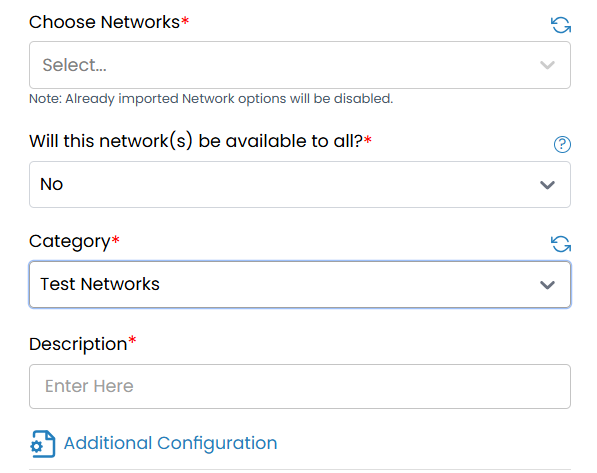 Choose Networks*
Select...
Note: Already imported Network options will be disabled.
Will this network(s) be available to all?*
?
No
Category*
Test Networks
Description*
Enter Here
Additional Configuration